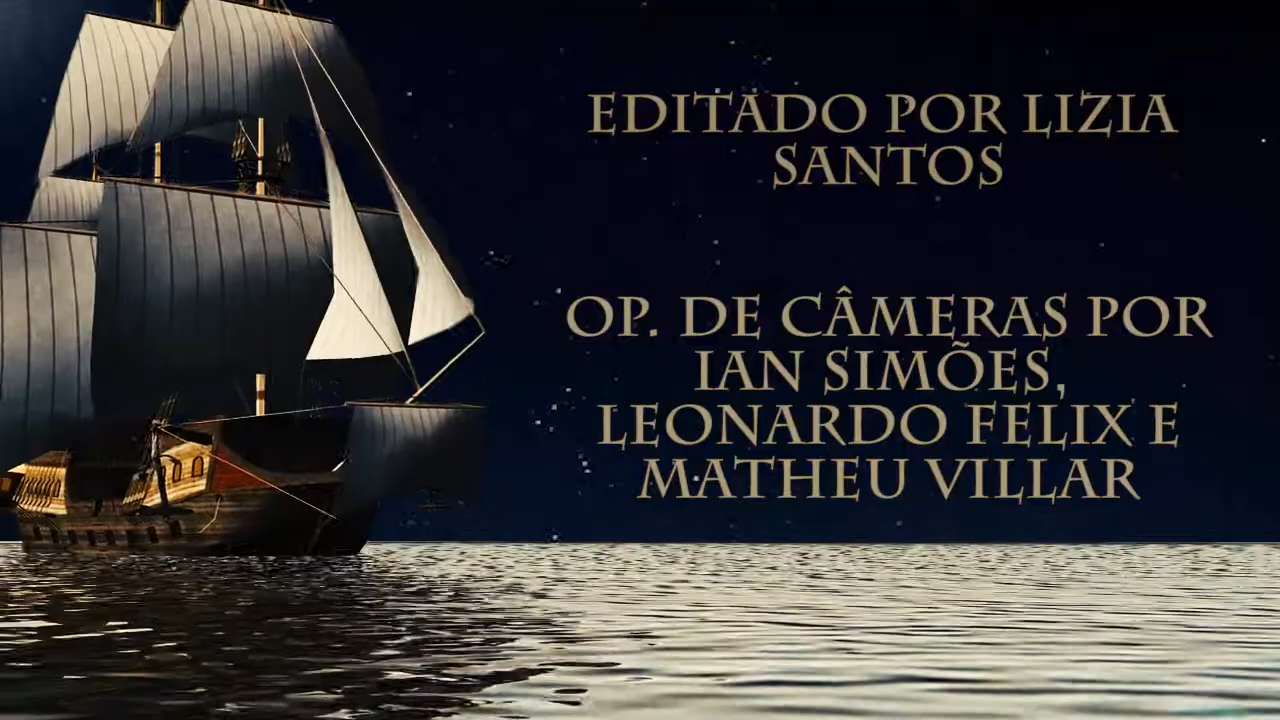 EDITADO POR LIZIA
SANTOS
OP. DE CÂMERAS POR
IAN SIMÕES,
LEONARDO FELIX E
MATHEU VILLAR